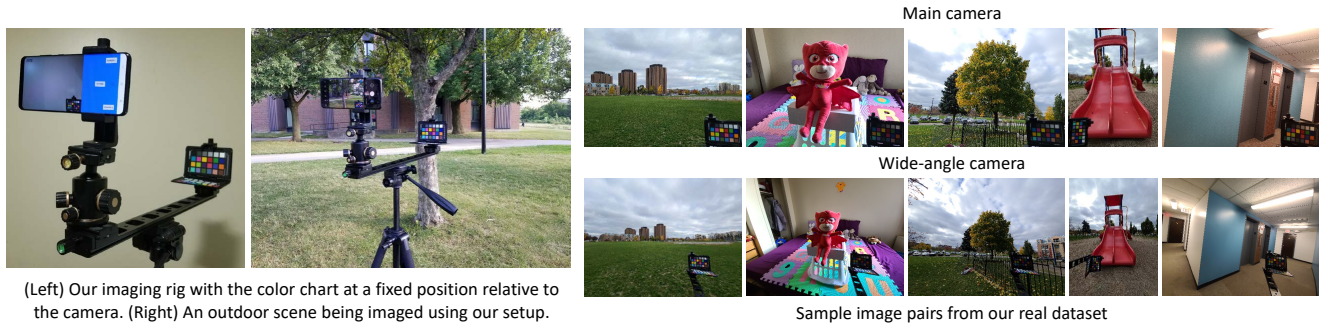 Main camera
Wide-angle camera
(Left) Our imaging rig with the color chart at a fixed position relative to
the camera. (Right) An outdoor scene being imaged using our setup.
Sample image pairs from our real dataset